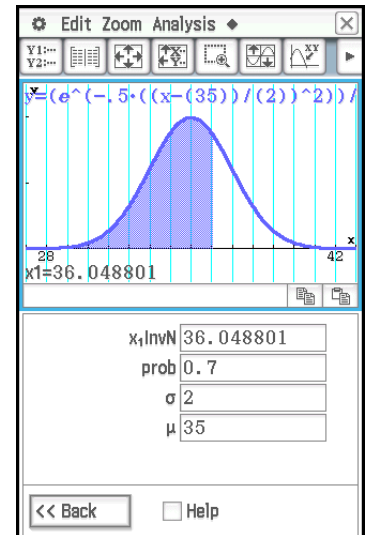 Edit Zoom Analysis ◆
Y1:··· Y2:···
XY
y=(e^(-.5·((x-(35))/(2))^2))/
y
x
28 42
x1=36.048801
x₁InvN 36.048801
prob 0.7
σ 2
μ 35
<< Back Help